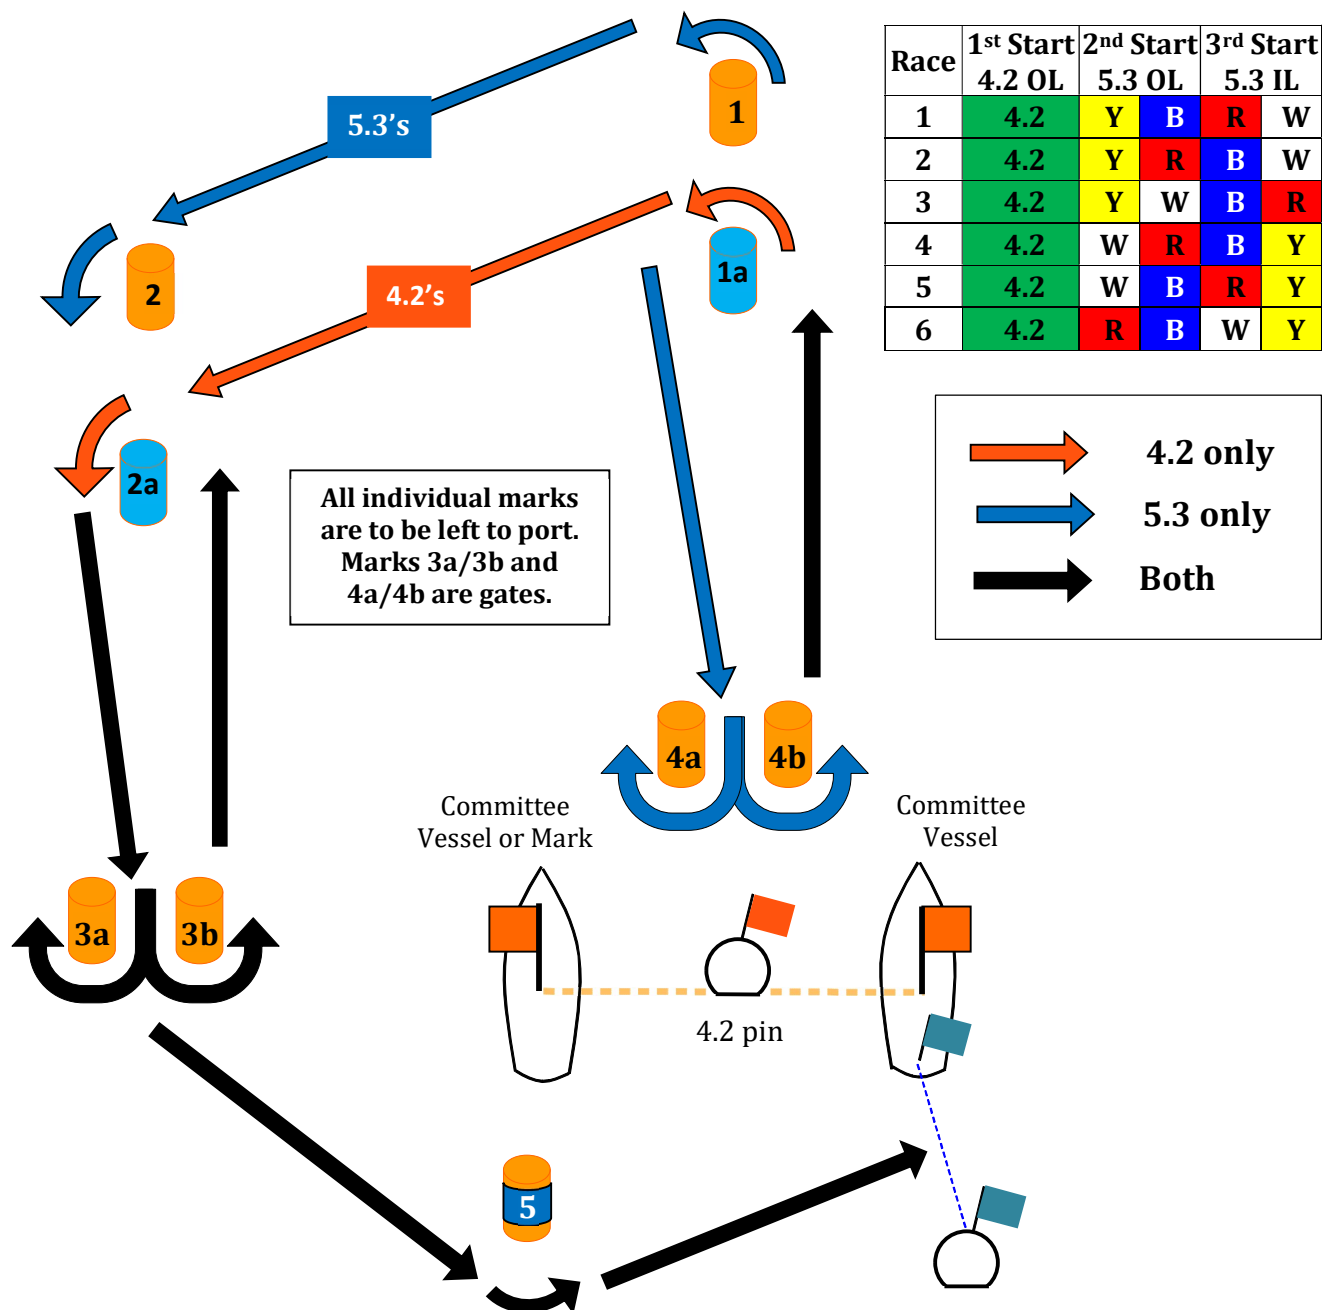 1
5.3's
2
1a
4.2's
2a
Race 1st Start 4.2 OL 2nd Start 5.3 OL 3rd Start 5.3 IL
1 4.2 Y B R W
2 4.2 Y R B W
3 4.2 Y W B R
4 4.2 W R B Y
5 4.2 W B R Y
6 4.2 R B W Y
4.2 only
5.3 only
Both
All individual marks
are to be left to port.
Marks 3a/3b and
4a/4b are gates.
4a 4b
Committee
Vessel or Mark
Committee
Vessel
3a 3b
4.2 pin
5